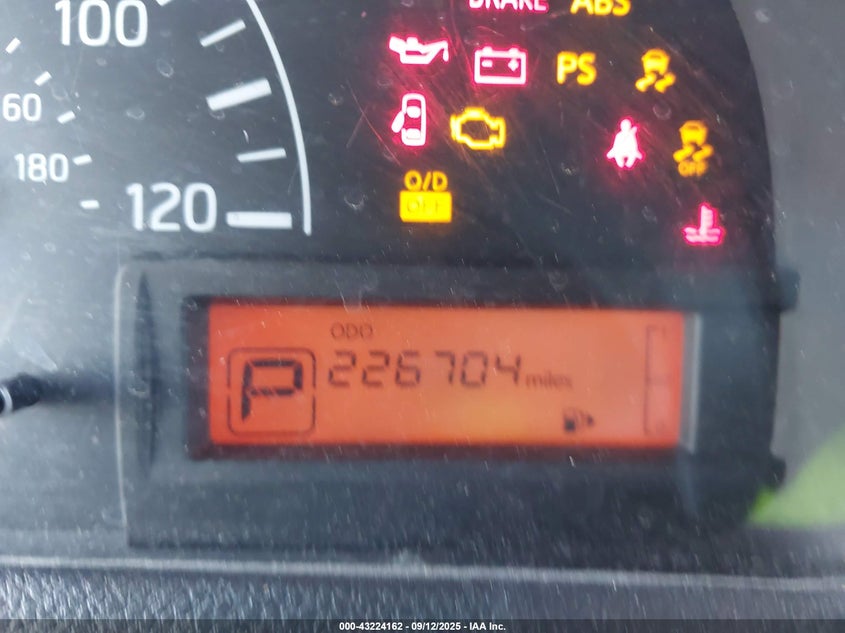 BRAKE ABS
100
PS
60
180
OFF
O/D
OFF
120
ODO
P 226704 miles
000-43224162 - 09/12/2025 - IAA Inc.